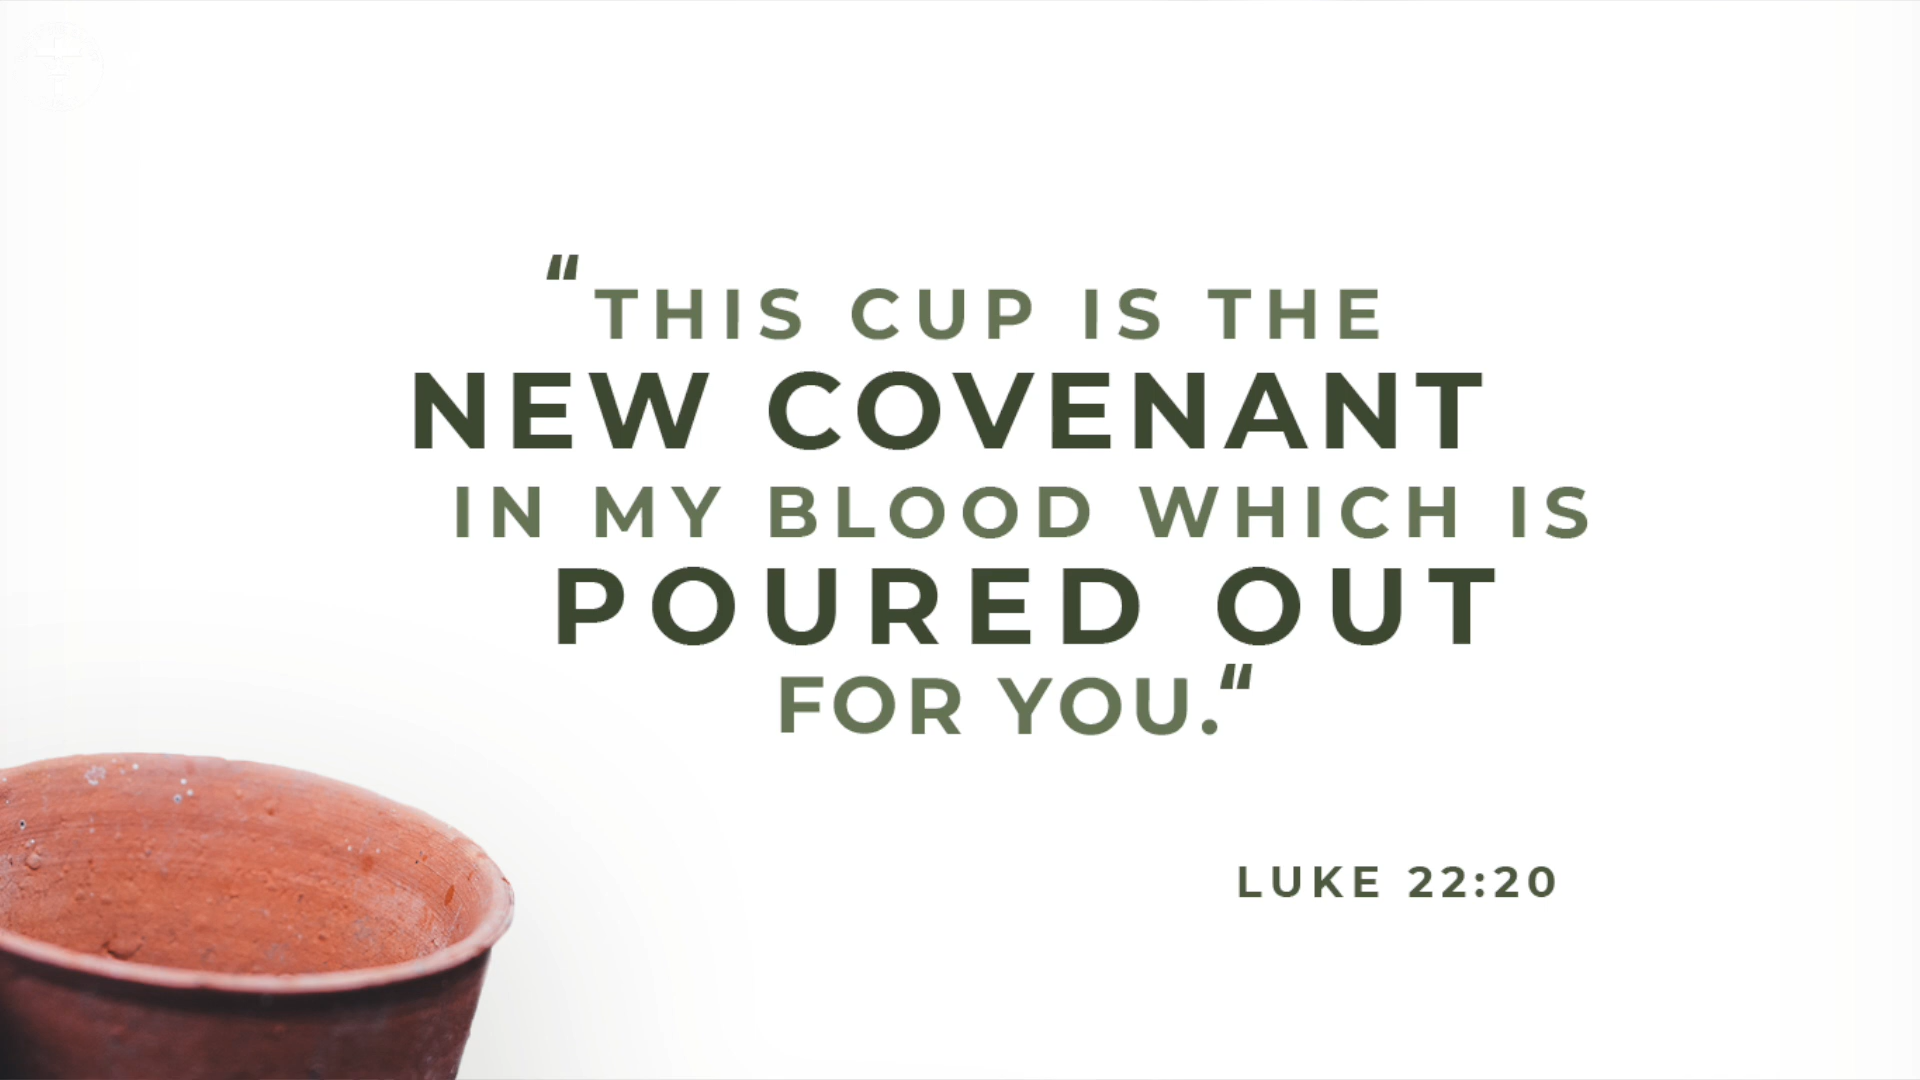 “THIS CUP IS THE
NEW COVENANT
IN MY BLOOD WHICH IS
POURED OUT
FOR YOU.“
LUKE 22:20